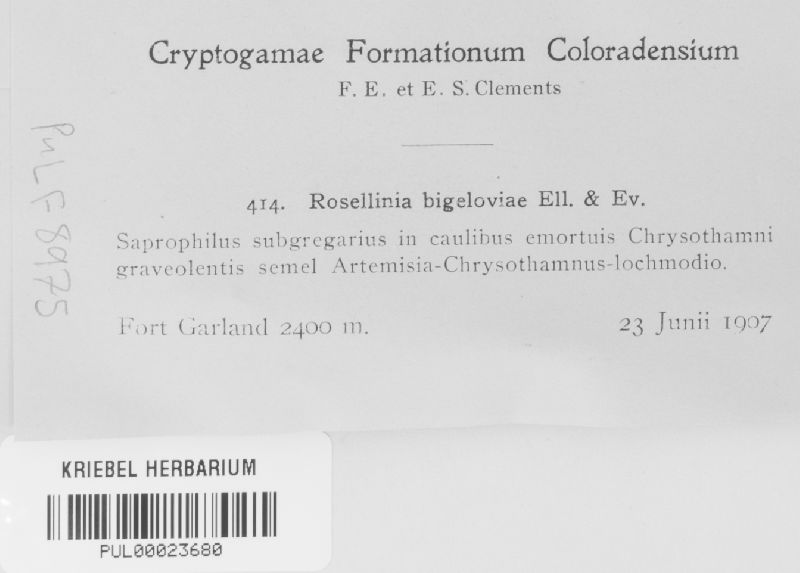 Cryptogamae Formationum Coloradensium
F. E. et E. S. Clements
414. Rosellinia bigeloviae Ell. & Ev.
Saprophilus subgregarius in caulibus emortuis Chrysothamni
graveolentis semel Artemisia-Chrysothamnus-lochmodio.
Fort Garland 2400 m. 23 Junii 1907
PuL F 8975
KRIEBEL HERBARIUM
PUL00023680